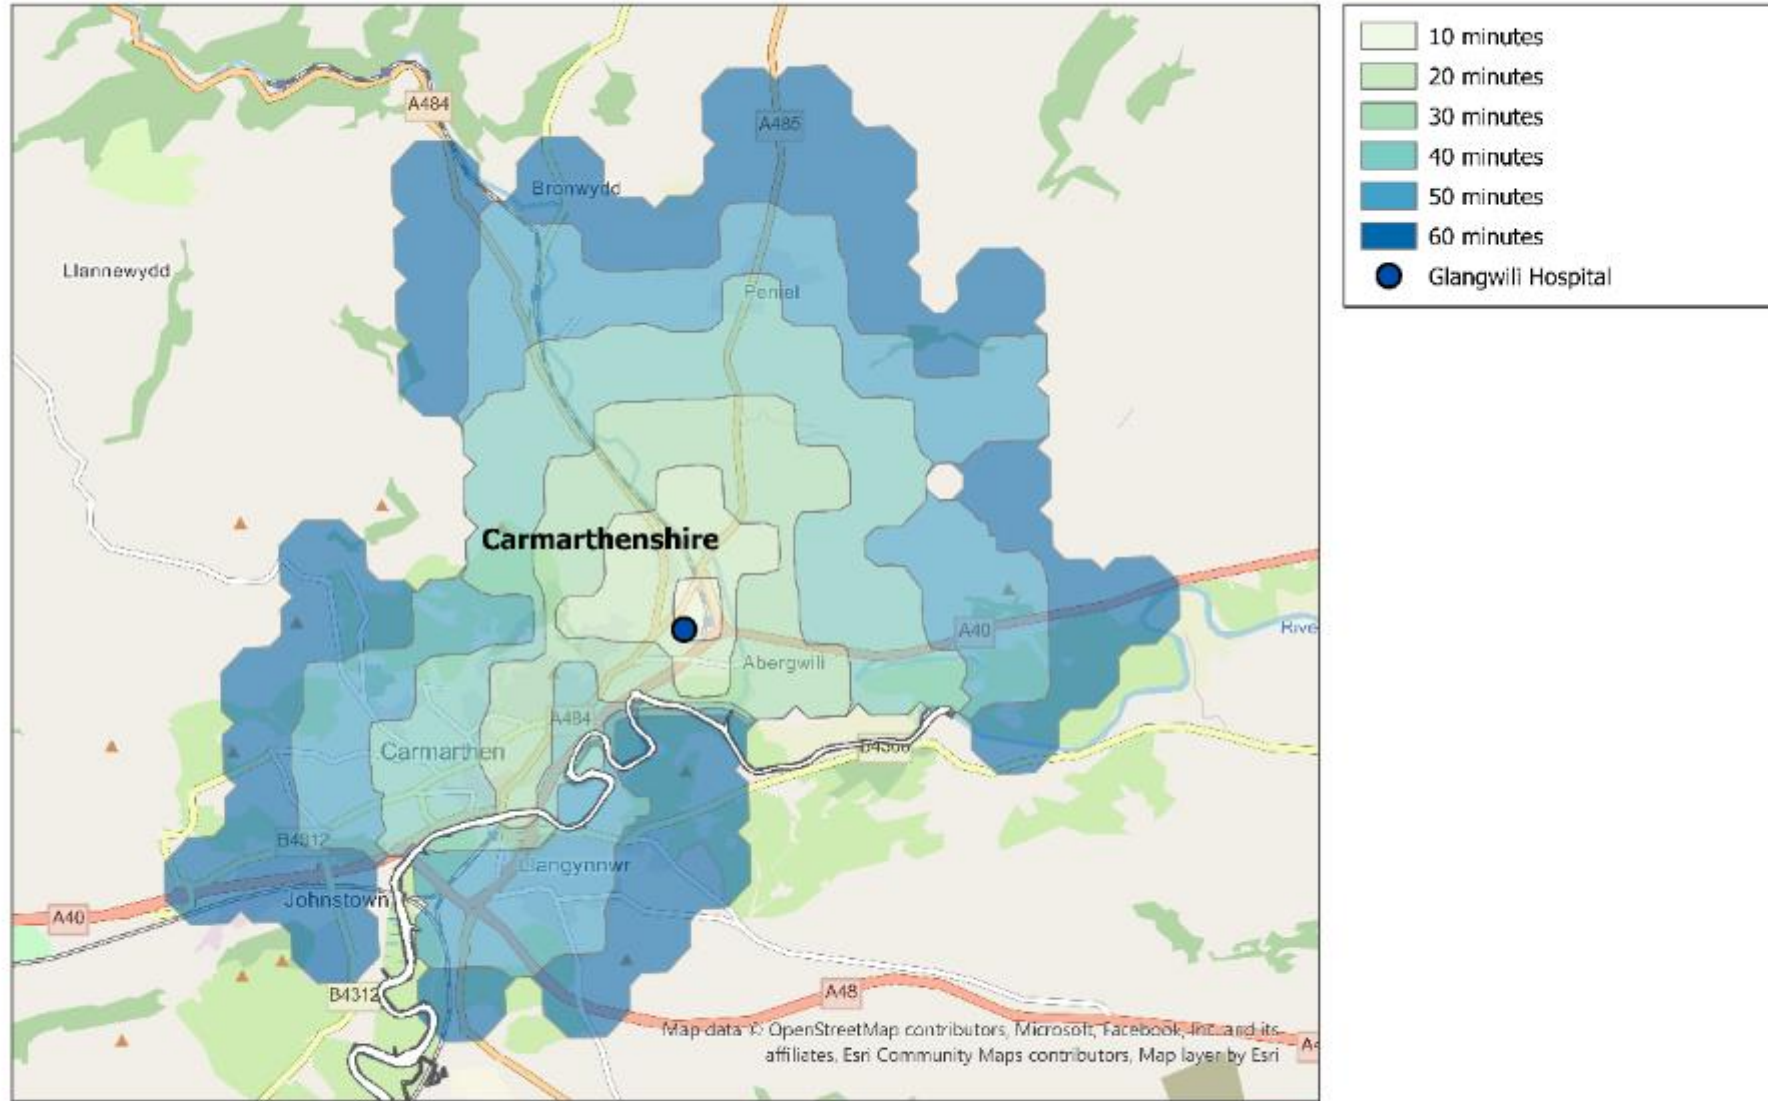 A484
A485
Bronwydd
Llannewydd
Peniel
Carmarthenshire
A40
Abergwili
A484
Carmarthen
B4300
B4312
Llangynnwr
Johnstown
A40
B4312
A48
Map data © OpenStreetMap contributors, Microsoft, Facebook, Inc. and its
affiliates, Esri Community Maps contributors, Map layer by Esri
10 minutes
20 minutes
30 minutes
40 minutes
50 minutes
60 minutes
Glangwili Hospital